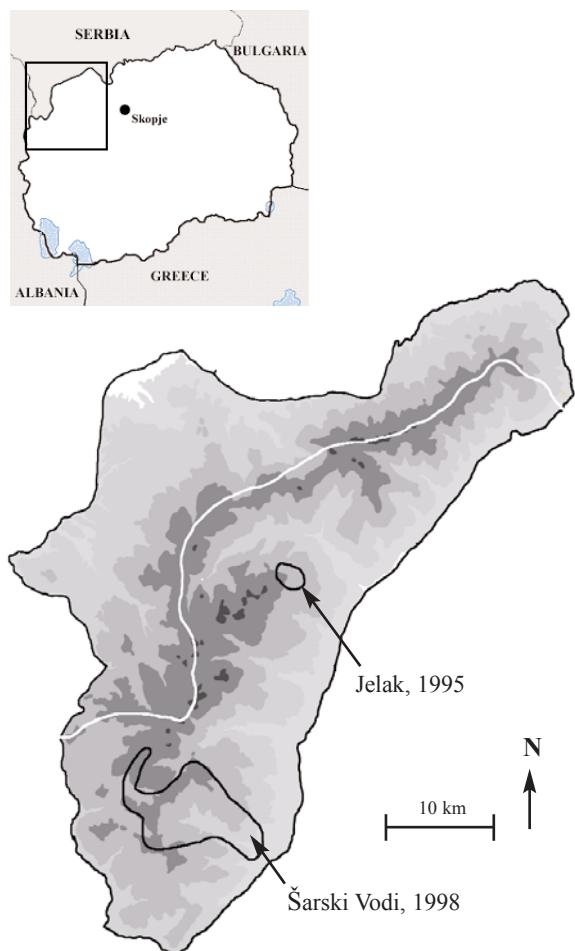 SERBIA
BULGARIA
Skopje
GREECE
ALBANIA
Jelak, 1995
N
10 km
Šarski Vodi, 1998